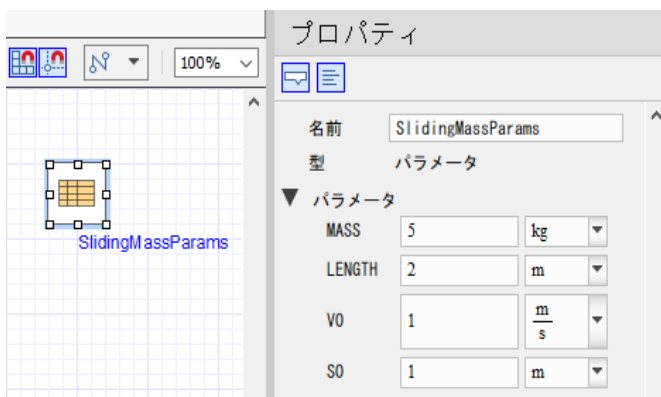 プロパティ
100%
名前 SlidingMassParams
型 パラメータ
SlidingMassParams
▼ パラメータ
MASS 5 kg
LENGTH 2 m
V0 1 m/s
S0 1 m